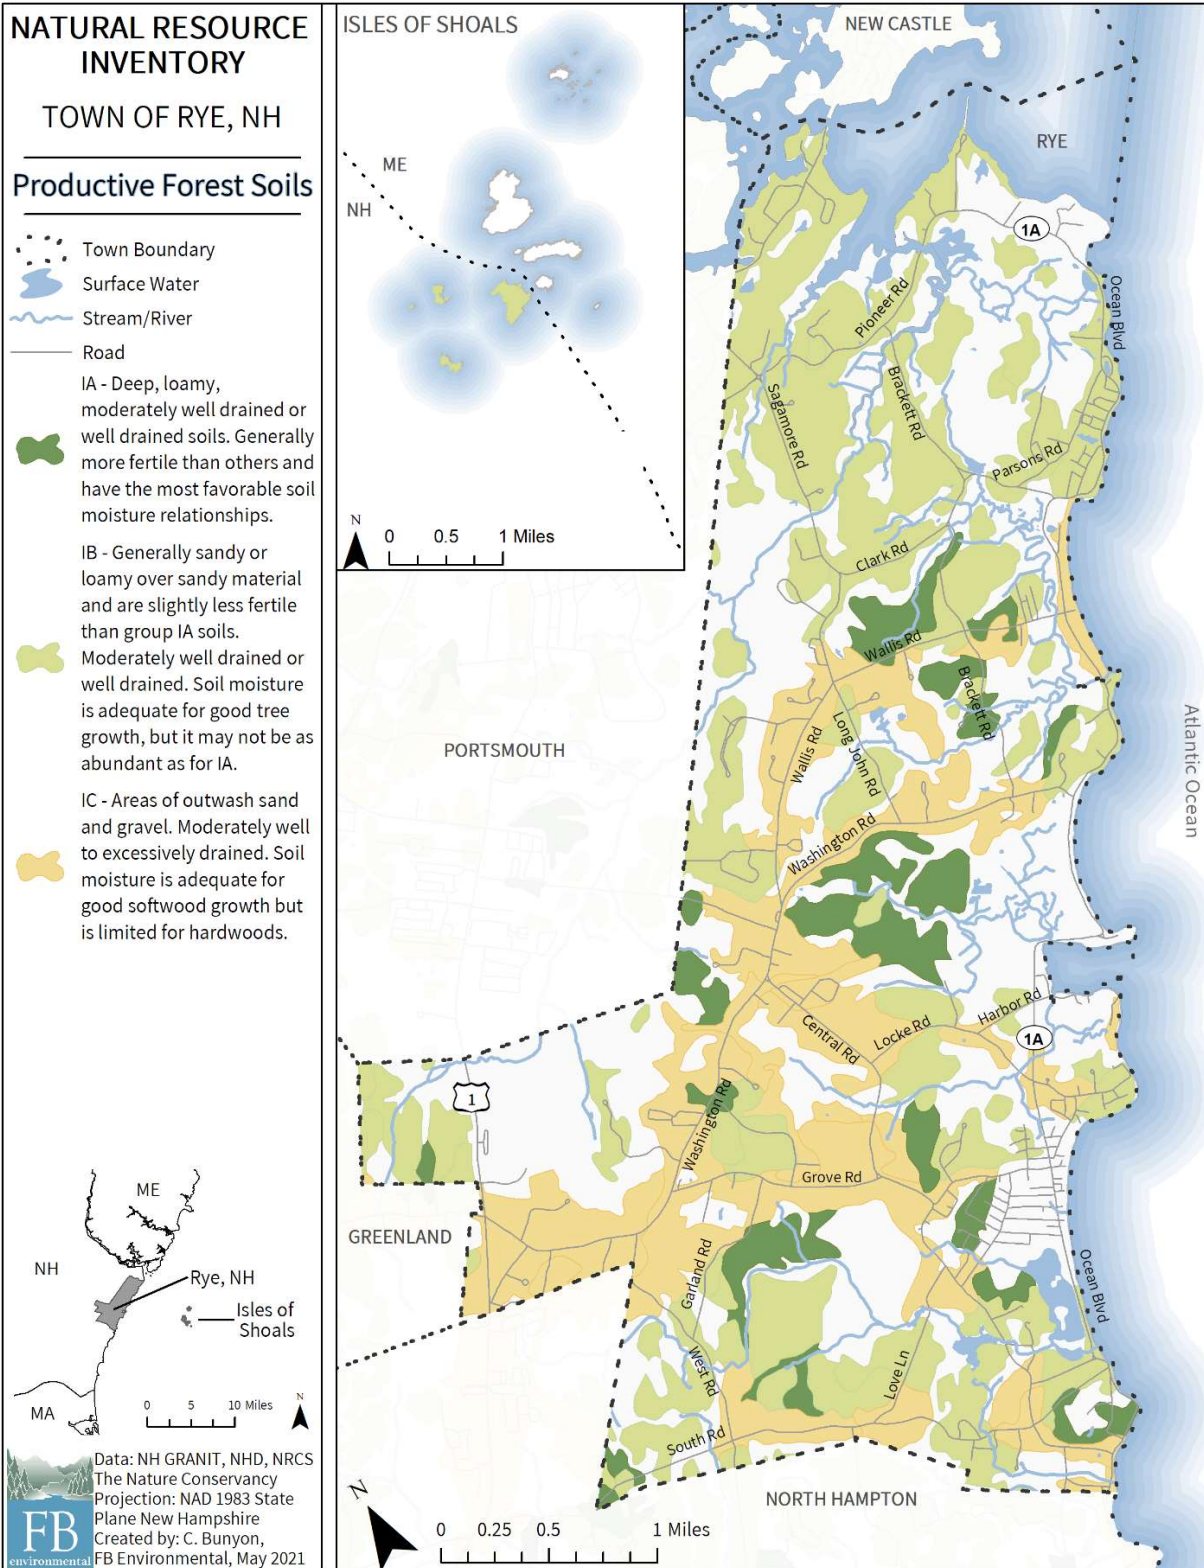 NATURAL RESOURCE
INVENTORY
TOWN OF RYE, NH
Productive Forest Soils
Town Boundary
Surface Water
Stream/River
Road
IA - Deep, loamy,
moderately well drained or
well drained soils. Generally
more fertile than others and
have the most favorable soil
moisture relationships.
IB - Generally sandy or
loamy over sandy material
and are slightly less fertile
than group IA soils.
Moderately well drained or
well drained. Soil moisture
is adequate for good tree
growth, but it may not be as
abundant as for IA.
IC - Areas of outwash sand
and gravel. Moderately well
to excessively drained. Soil
moisture is adequate for
good softwood growth but
is limited for hardwoods.
ME
NH
Rye, NH
Isles of
Shoals
MA
0 5 10 Miles
N
FB
environmental
Data: NH GRANIT, NHD, NRCS
The Nature Conservancy
Projection: NAD 1983 State
Plane New Hampshire
Created by: C. Bunyon,
FB Environmental, May 2021
ISLES OF SHOALS
ME
NH
N
0 0.5 1 Miles
NEW CASTLE
RYE
1A
Ocean Blvd
Pioneer Rd
Brackett Rd
Sagamore Rd
Parsons Rd
Clark Rd
Wallis Rd
Brackett Rd
Long John Rd
Wallis Rd
PORTSMOUTH
Atlantic Ocean
Washington Rd
Harbor Rd
Locke Rd
Central Rd
1A
1
Washington Rd
Grove Rd
GREENLAND
Garland Rd
Ocean Blvd
West Rd
Love Ln
South Rd
NORTH HAMPTON
N
0 0.25 0.5 1 Miles